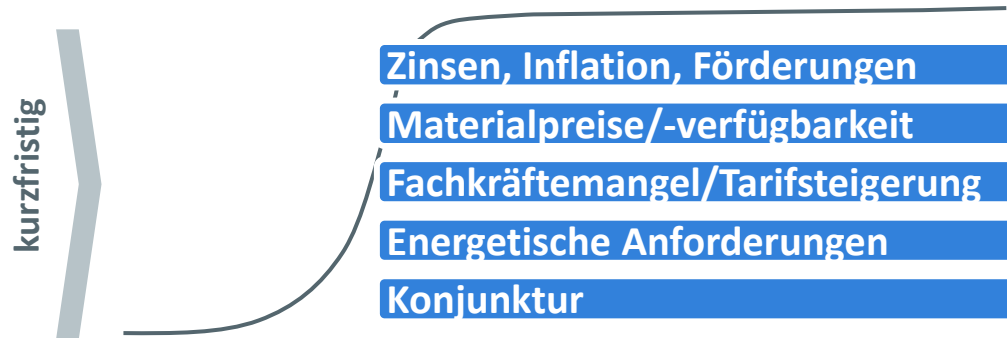 kurzfristig
Zinsen, Inflation, Förderungen
Materialpreise/-verfügbarkeit
Fachkräftemangel/Tarifsteigerung
Energetische Anforderungen
Konjunktur